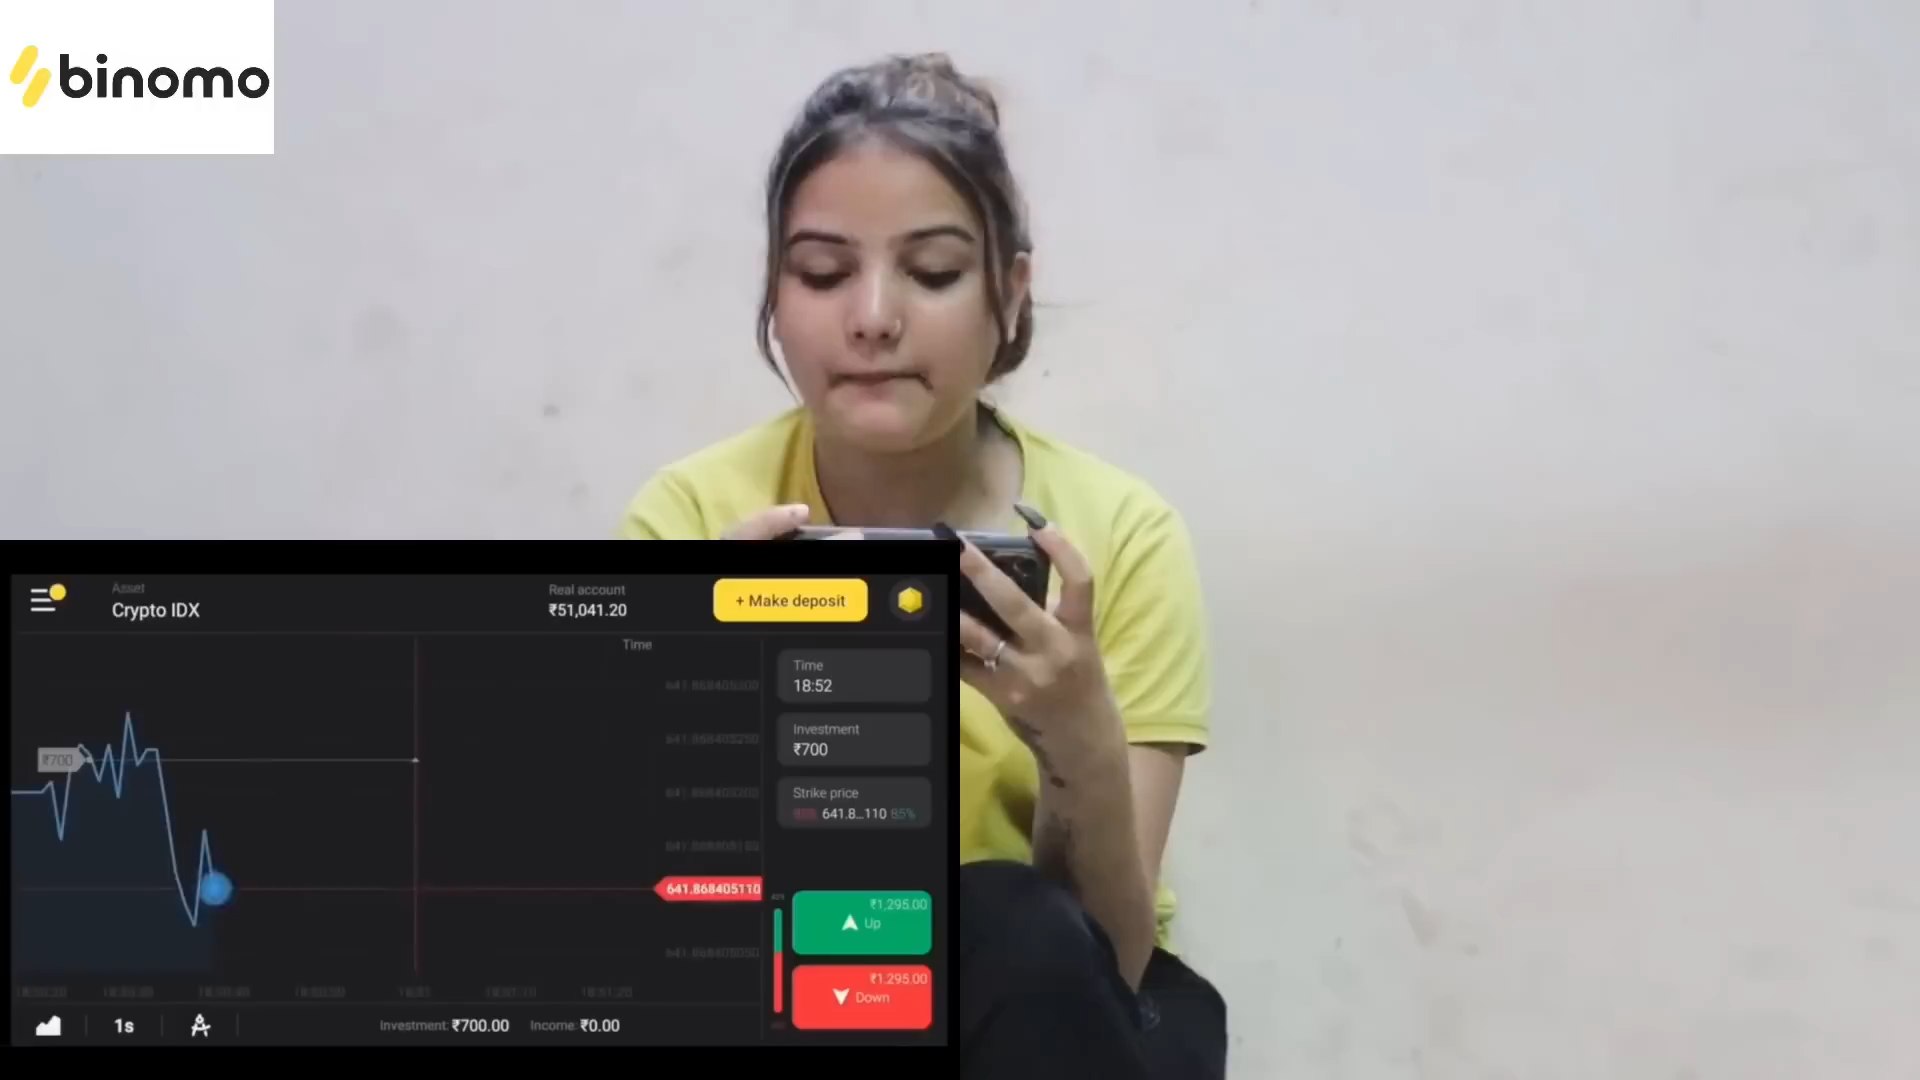 binomo
Asset
Crypto IDX
Real account
₹51,041.20
+ Make deposit
Time
₹700
Time
18:52
Investment
₹700
Strike price
641.8...110 85%
641.868405110
₹1,295.00
Up
₹1,295.00
Down
1s
Investment: ₹700.00 Income: ₹0.00